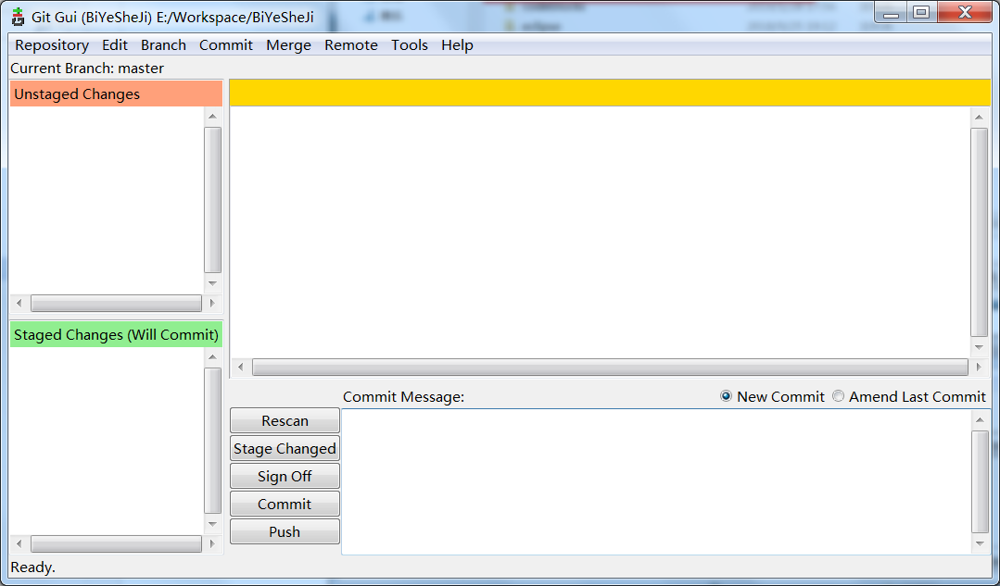 Git Gui (BiYeSheJi) E:/Workspace/BiYeSheJi
Repository Edit Branch Commit Merge Remote Tools Help
Current Branch: master
Unstaged Changes
Staged Changes (Will Commit)
Commit Message:
New Commit
Amend Last Commit
Rescan
Stage Changed
Sign Off
Commit
Push
Ready.